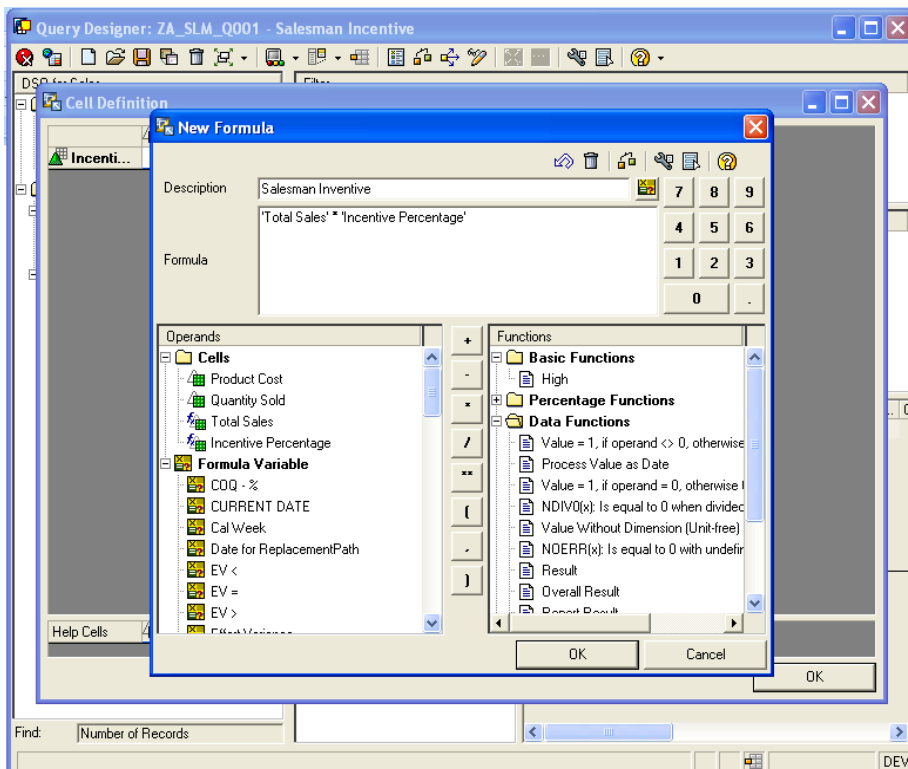 Query Designer: ZA_SLM_Q001 - Salesman Incentive
Cell Definition
New Formula
Incenti...
Description
Salesman Inventive
7 8 9
'Total Sales' * 'Incentive Percentage'
4 5 6
Formula
1 2 3
0 .
Operands
Functions
Cells
Product Cost
Quantity Sold
Total Sales
Incentive Percentage
Formula Variable
COQ - %
CURRENT DATE
Cal Week
Date for ReplacementPath
EV <
EV =
EV >
Effort Variance
+
-
*
/
**
(
,
)
Basic Functions
High
Percentage Functions
Data Functions
Value = 1, if operand <> 0, otherwise
Process Value as Date
Value = 1, if operand = 0, otherwise
NDIV0(x): Is equal to 0 when divided
Value Without Dimension (Unit-free)
NOERR(x): Is equal to 0 with undefin
Result
Overall Result
Report Result
Help Cells
OK
Cancel
OK
Find:
Number of Records
DEV